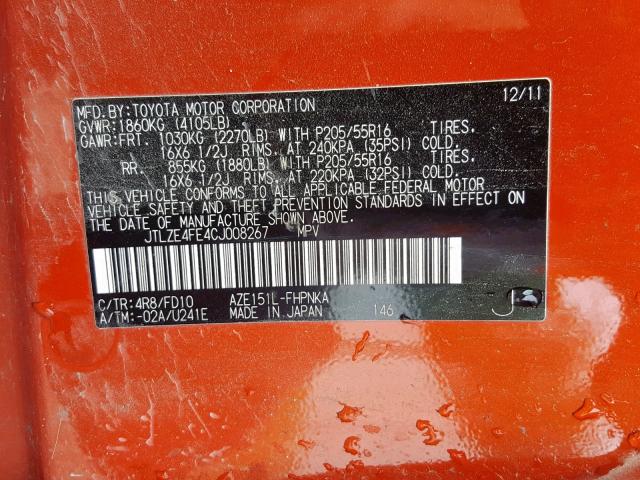 MFD. BY: TOYOTA MOTOR CORPORATION 12/11
GVWR: 1860KG (4105LB)
GAWR: FRT. 1030KG (2270LB) WITH P205/55R16 TIRES.
16X6 1/2J RIMS. AT 240KPA (35PSI) COLD.
RR. 855KG (1880LB) WITH P205/55R16 TIRES.
16X6 1/2J RIMS. AT 220KPA (32PSI) COLD.
THIS VEHICLE CONFORMS TO ALL APPLICABLE FEDERAL MOTOR
VEHICLE SAFETY AND THEFT PREVENTION STANDARDS IN EFFECT ON
THE DATE OF MANUFACTURE SHOWN ABOVE.
JTLZE4FE4CJ008267 MPV
C/TR: 4R8/FD10 AZE151L-FHPNKA
A/TM: -02A/U241E MADE IN JAPAN 146 J